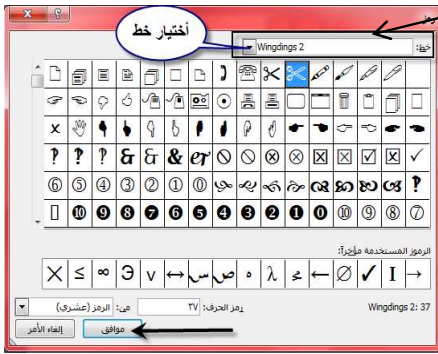 رمز
أختيار خط
خط: Wingdings 2
الرموز المستخدمة مؤخراً:
→ I ✓ Ø ← λ ه ص س ↔ v Э ∞ ≤ X
Wingdings 2: 37
رمز الحرف: ٣٧
من: الرمز (عشري)
موافق
إلغاء الأمر